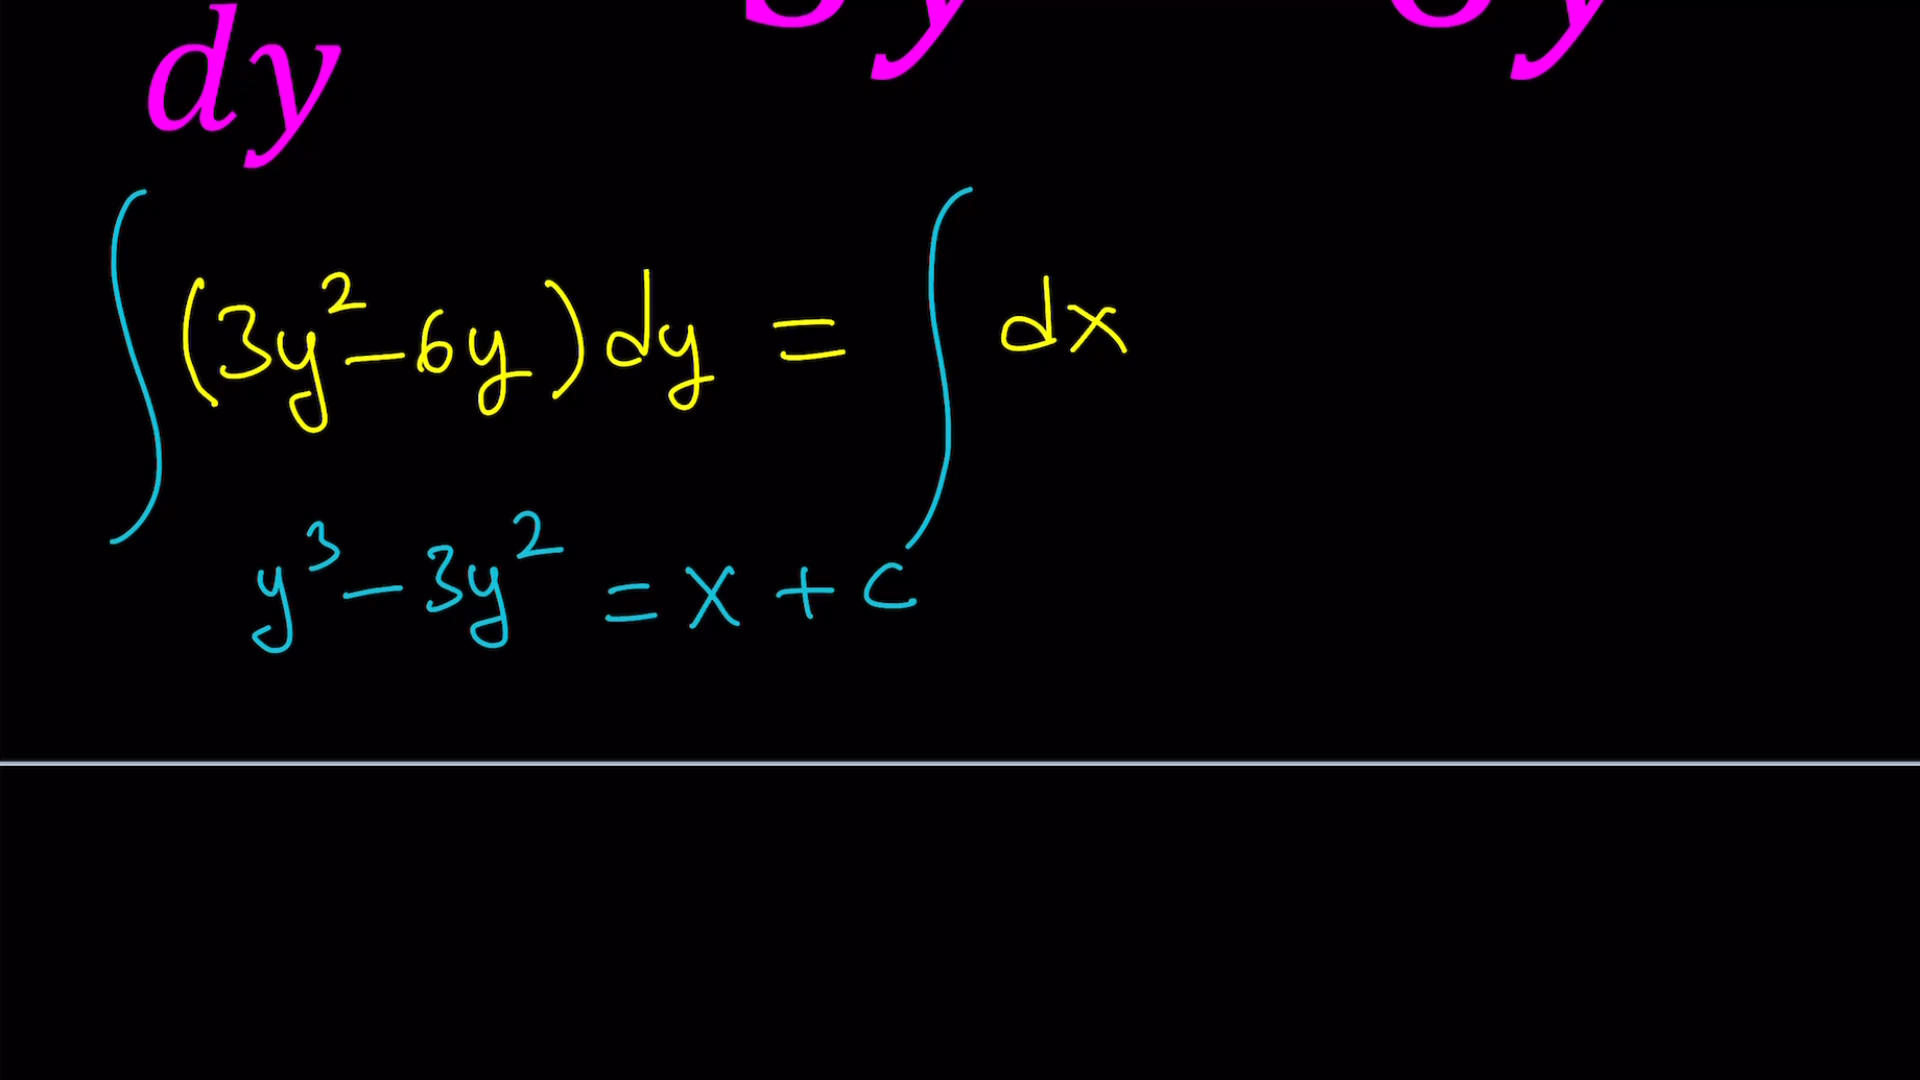 dy
∫ (3y² – 6y) dy = ∫ dx
y³ – 3y² = x + c